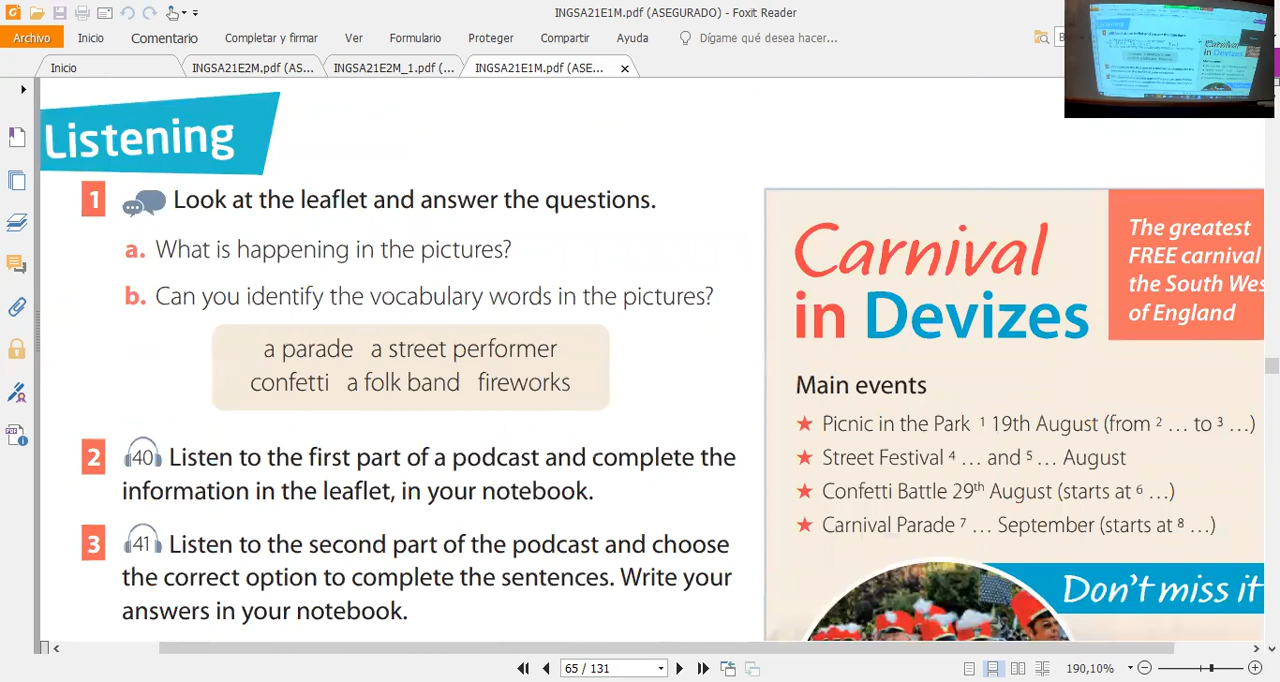 INGSA21E1M.pdf (ASEGURADO) - Foxit Reader
Archivo Inicio Comentario Completar y firmar Ver Formulario Proteger Compartir Ayuda Dígame qué desea hacer...
Inicio INGSA21E2M.pdf (AS... INGSA21E2M_1.pdf (... INGSA21E1M.pdf (ASE...
Listening
1 Look at the leaflet and answer the questions.
a. What is happening in the pictures?
b. Can you identify the vocabulary words in the pictures?
a parade a street performer
confetti a folk band fireworks
2 40 Listen to the first part of a podcast and complete the
information in the leaflet, in your notebook.
3 41 Listen to the second part of the podcast and choose
the correct option to complete the sentences. Write your
answers in your notebook.
Carnival
in Devizes
The greatest
FREE carnival
the South Wes
of England
Main events
★ Picnic in the Park ¹ 19th August (from ² … to ³ …)
★ Street Festival ⁴ … and ⁵ … August
★ Confetti Battle 29th August (starts at ⁶ …)
★ Carnival Parade ⁷ … September (starts at ⁸ …)
Don't miss it
65 / 131
190,10%